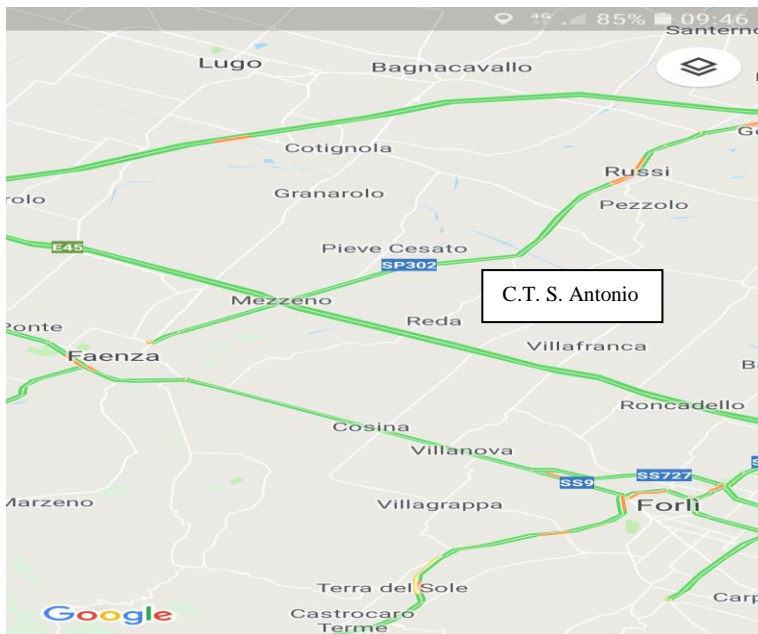 4G 85% 09:46
Santerno
Lugo
Bagnacavallo
Cotignola
Russi
Granarolo
Pezzolo
Pieve Cesato
E45
SP302
C.T. S. Antonio
Mezzeno
Reda
Ponte
Faenza
Villafranca
Roncadello
Cosina
Villanova
SS9
SS727
Marzeno
Villagrappa
Forlì
Terra del Sole
Carp
Castrocaro
Terme
Google